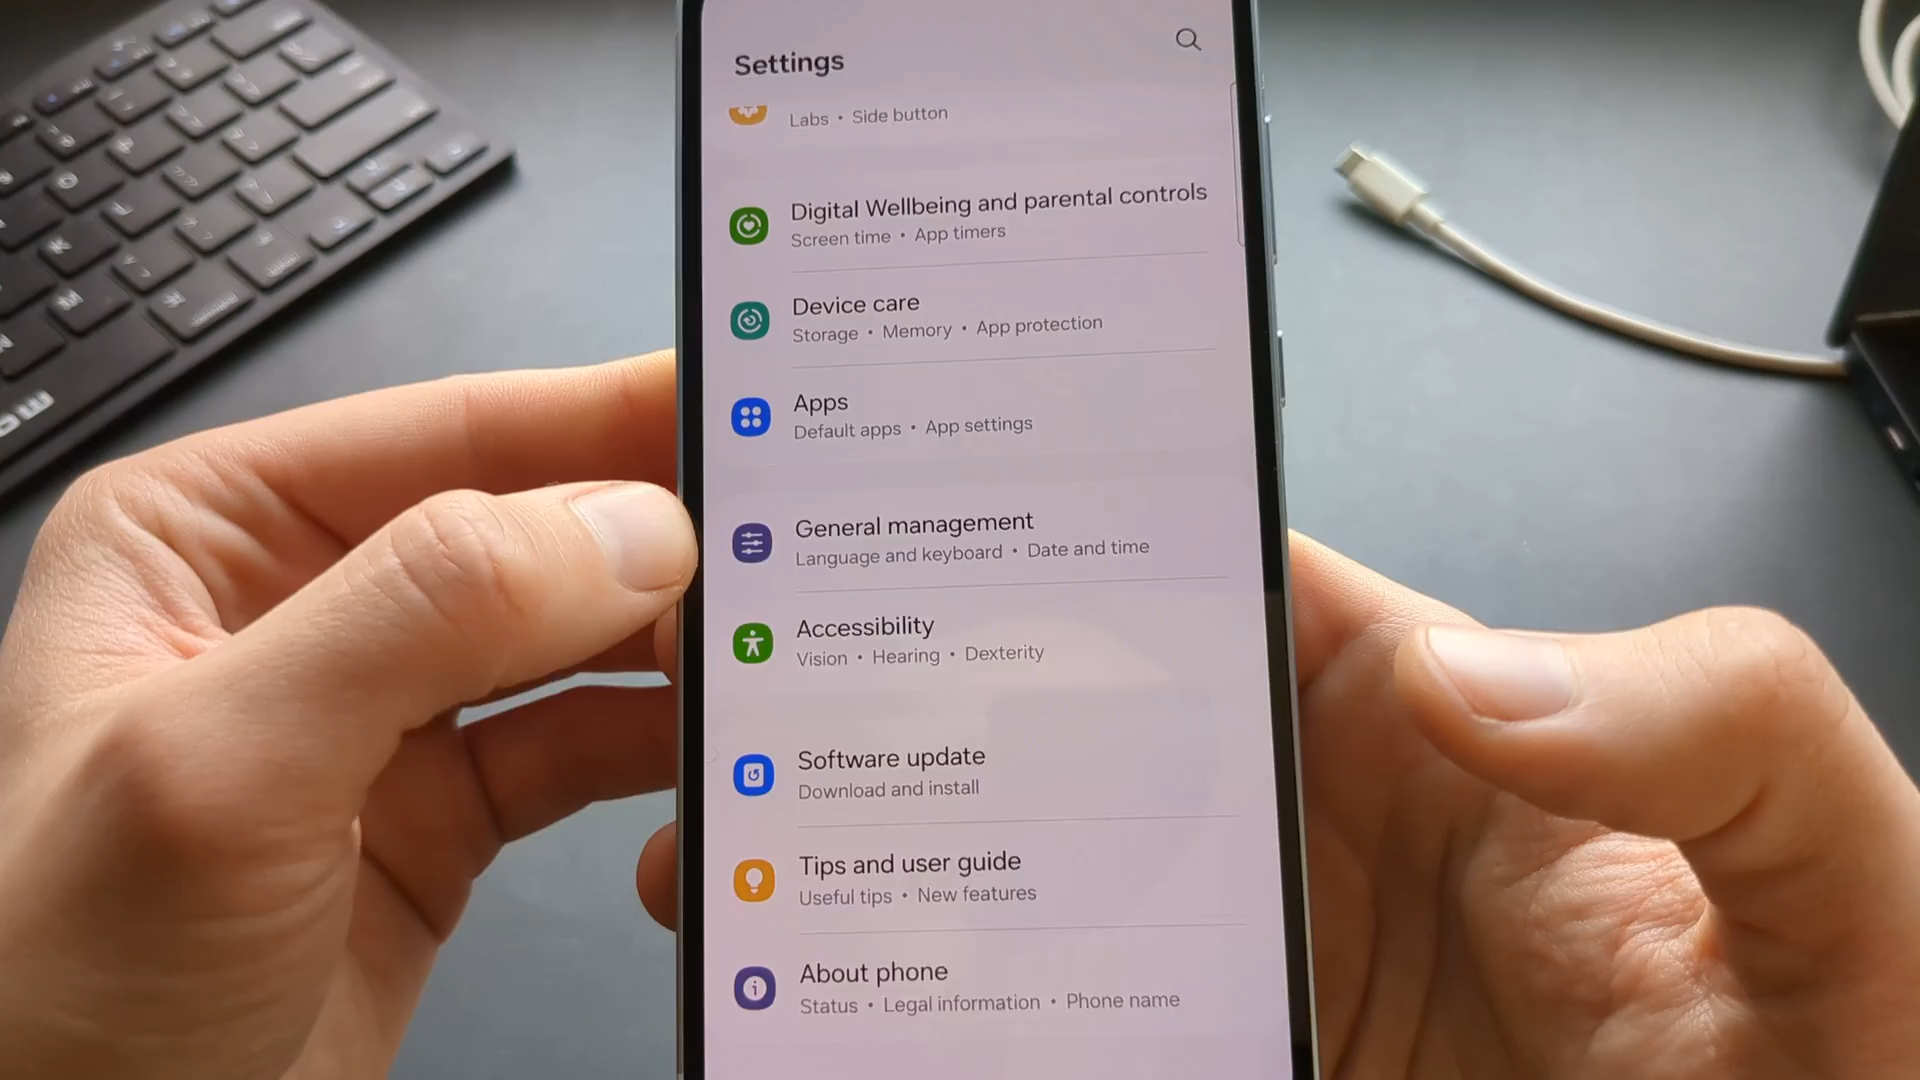 Settings
Labs • Side button
Digital Wellbeing and parental controls
Screen time • App timers
Device care
Storage • Memory • App protection
Apps
Default apps • App settings
General management
Language and keyboard • Date and time
Accessibility
Vision • Hearing • Dexterity
Software update
Download and install
Tips and user guide
Useful tips • New features
About phone
Status • Legal information • Phone name